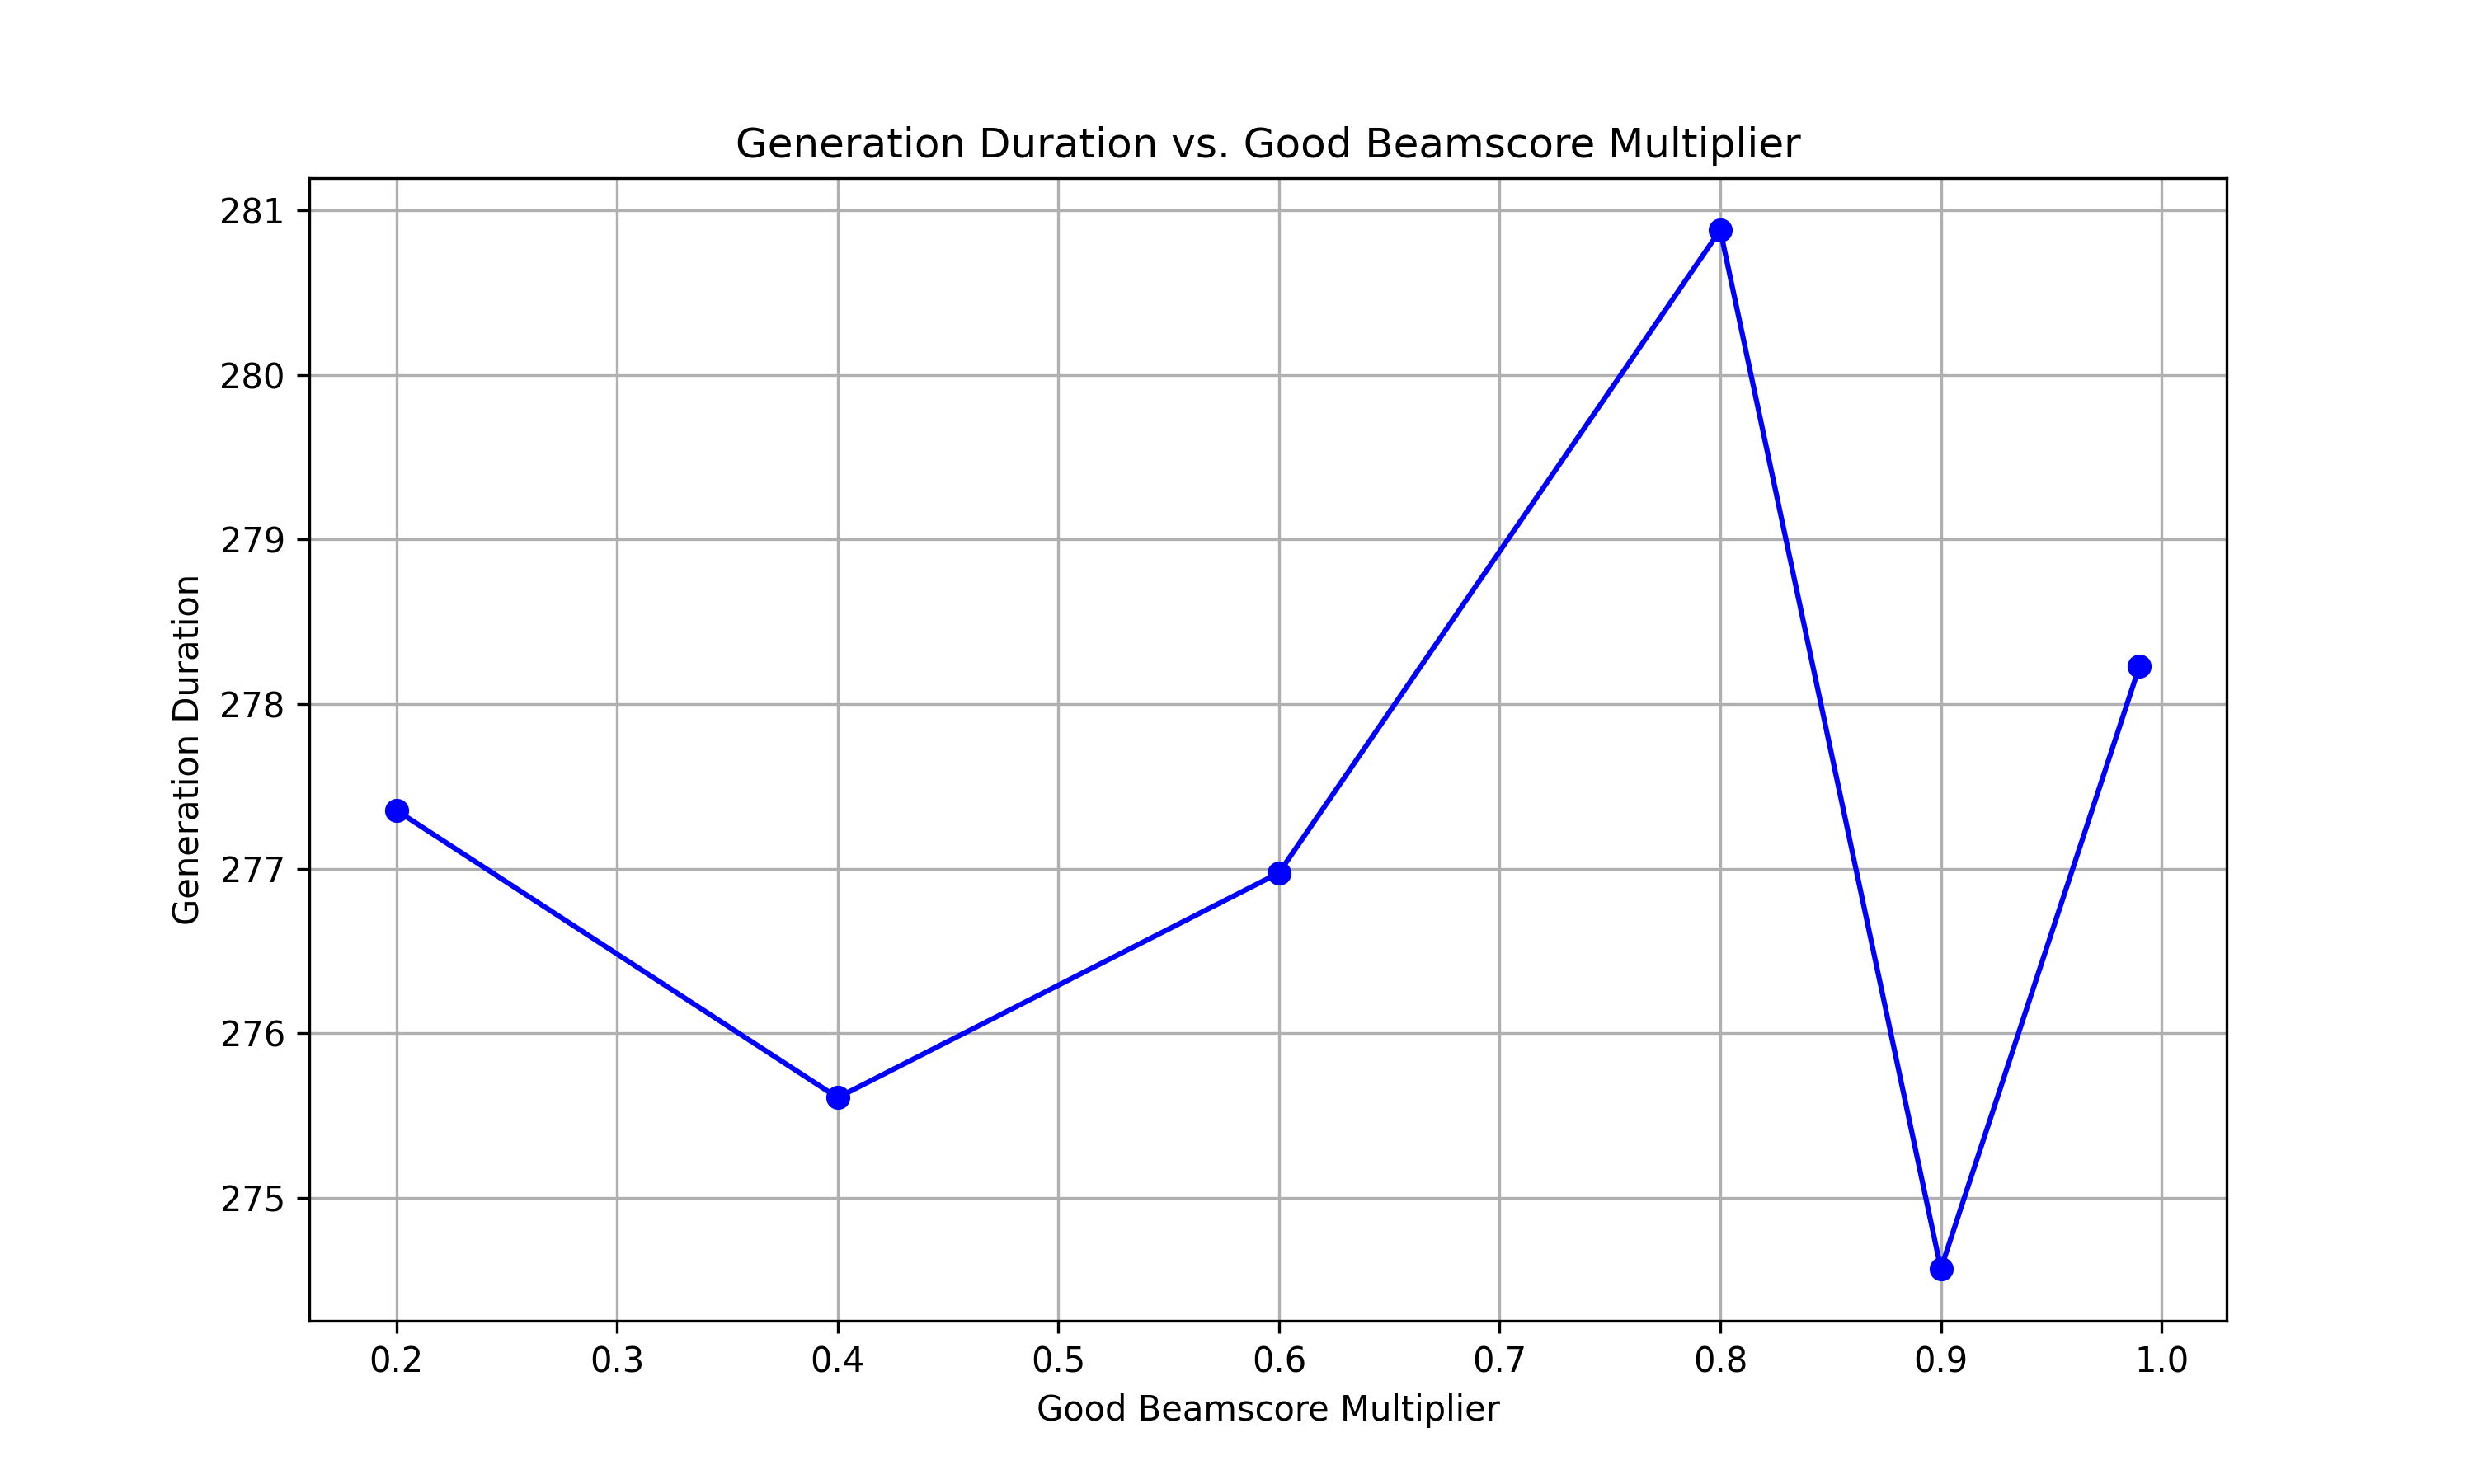 Generation Duration vs. Good Beamscore Multiplier
281
280
279
278
277
276
275
Generation Duration
0.2 0.3 0.4 0.5 0.6 0.7 0.8 0.9 1.0
Good Beamscore Multiplier